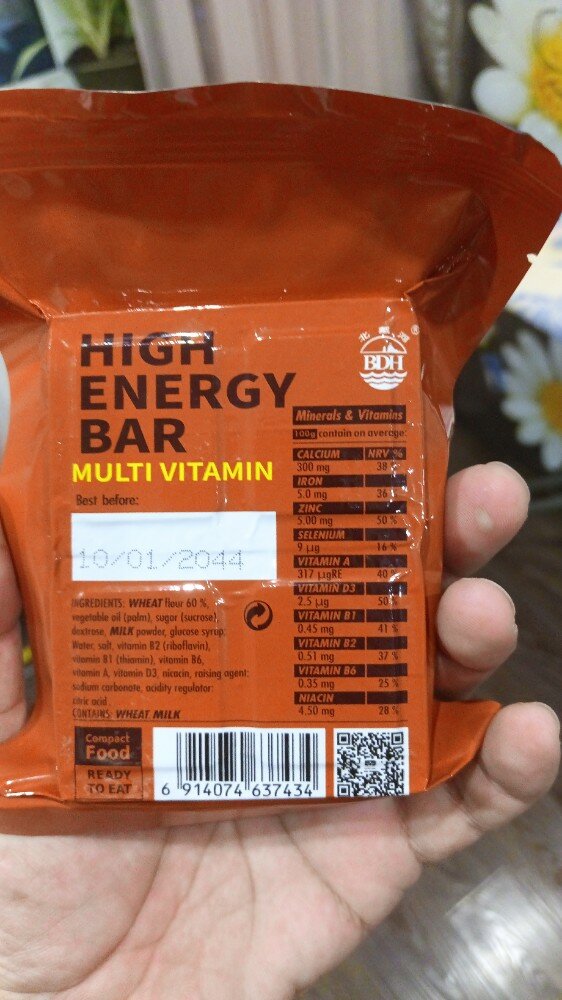 HIGH
ENERGY
BAR
MULTI VITAMIN
Best before:
10/01/2044
INGREDIENTS: WHEAT flour 60 %,
vegetable oil (palm), sugar (sucrose),
dextrose, MILK powder, glucose syrup,
Water, salt, vitamin B2 (riboflavin),
vitamin B1 (thiamin), vitamin B6,
vitamin A, vitamin D3, niacin, raising agent:
sodium carbonate, acidity regulator:
citric acid
CONTAINS: WHEAT MILK
Compact
Food
READY
TO EAT
6 914074 637434
®
BDH
Minerals & Vitamins
100g contain on average:
CALCIUM NRV %
300 mg 38
IRON
5.0 mg 36
ZINC
5.00 mg 50 %
SELENIUM
9 µg 16 %
VITAMIN A
317 µgRE 40 %
VITAMIN D3
2.5 µg 50 %
VITAMIN B1
0.45 mg 41 %
VITAMIN B2
0.51 mg 37 %
VITAMIN B6
0.35 mg 25 %
NIACIN
4.50 mg 28 %